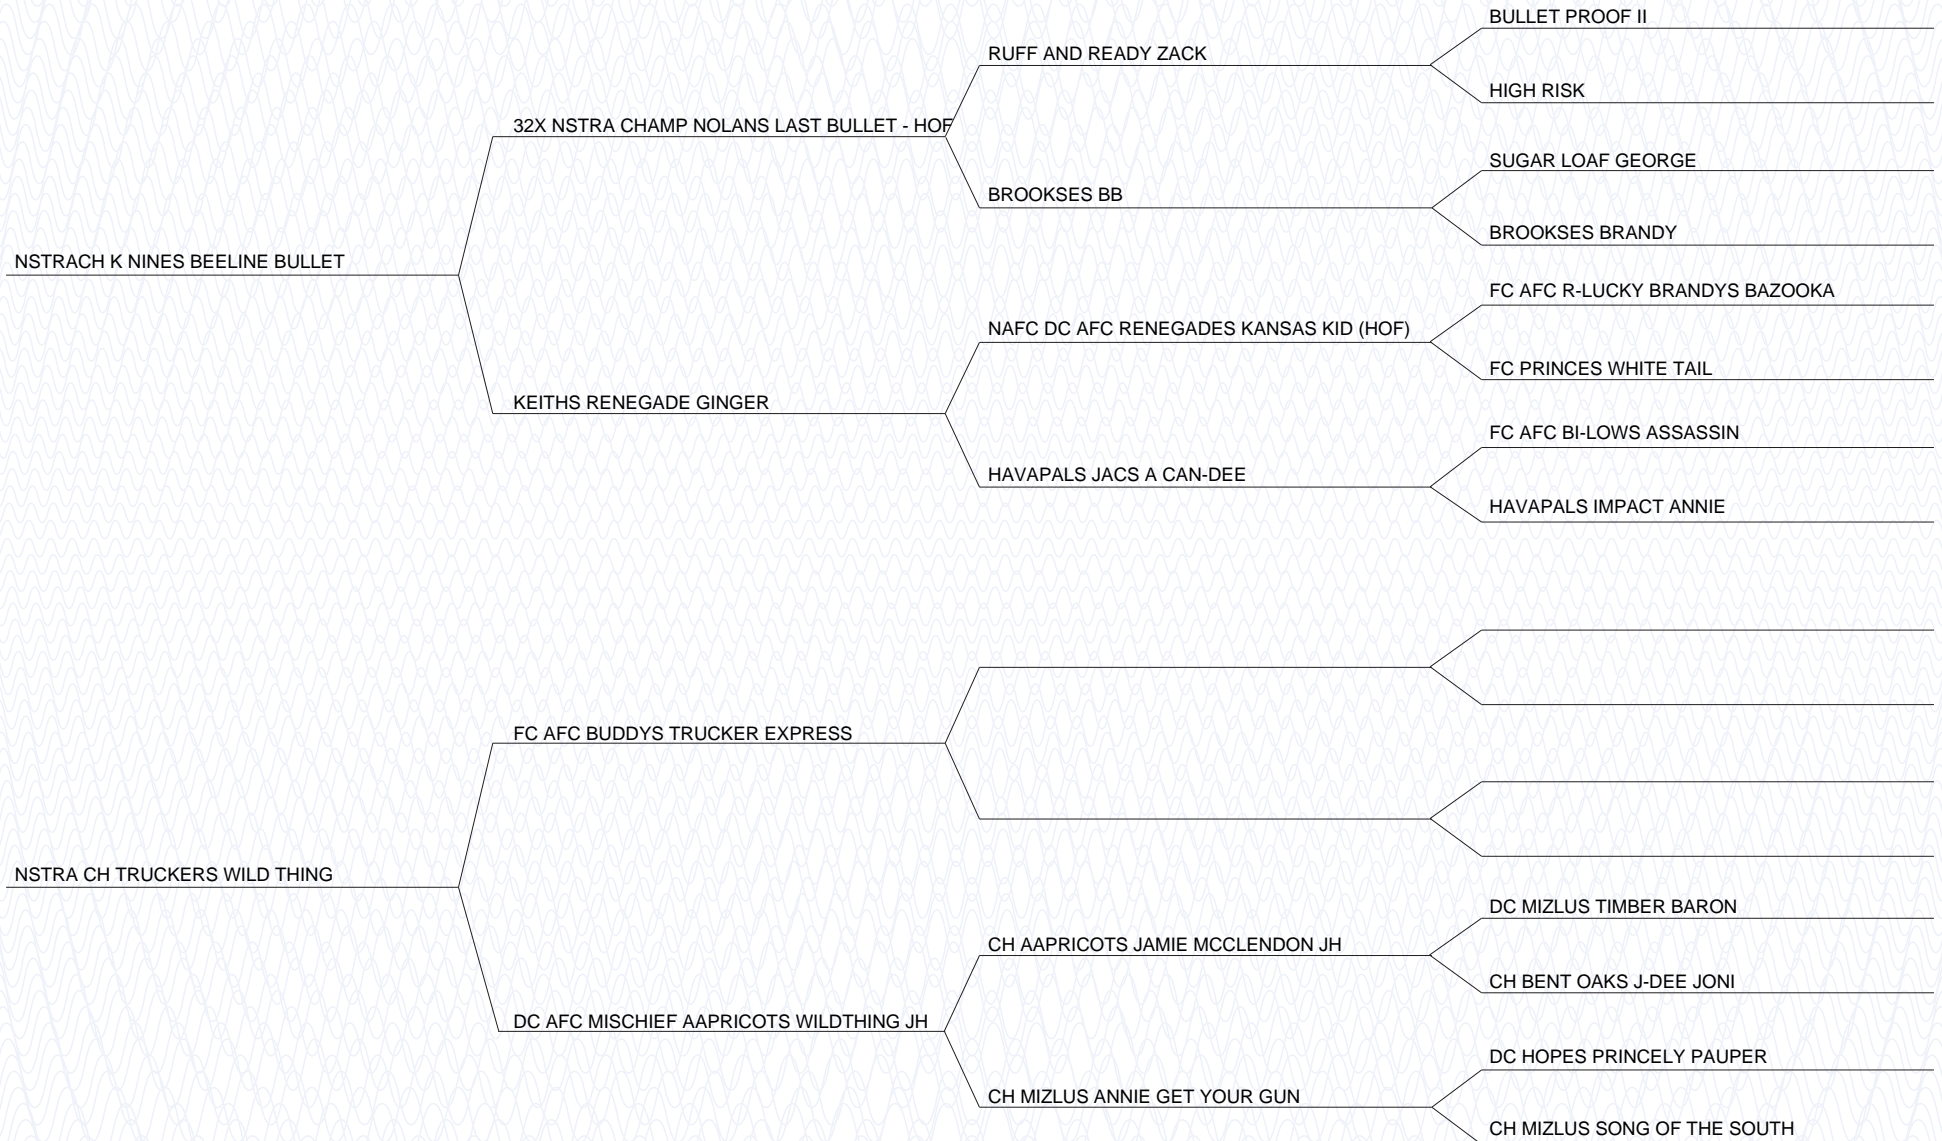 BULLET PROOF II
RUFF AND READY ZACK
HIGH RISK
32X NSTRA CHAMP NOLANS LAST BULLET - HOF
SUGAR LOAF GEORGE
BROOKSES BB
BROOKSES BRANDY
NSTRACH K NINES BEELINE BULLET
FC AFC R-LUCKY BRANDYS BAZOOKA
NAFC DC AFC RENEGADES KANSAS KID (HOF)
FC PRINCES WHITE TAIL
KEITHS RENEGADE GINGER
FC AFC BI-LOWS ASSASSIN
HAVAPALS JACS A CAN-DEE
HAVAPALS IMPACT ANNIE
FC AFC BUDDYS TRUCKER EXPRESS
NSTRA CH TRUCKERS WILD THING
DC MIZLUS TIMBER BARON
CH AAPRICOTS JAMIE MCCLENDON JH
CH BENT OAKS J-DEE JONI
DC AFC MISCHIEF AAPRICOTS WILDTHING JH
DC HOPES PRINCELY PAUPER
CH MIZLUS ANNIE GET YOUR GUN
CH MIZLUS SONG OF THE SOUTH